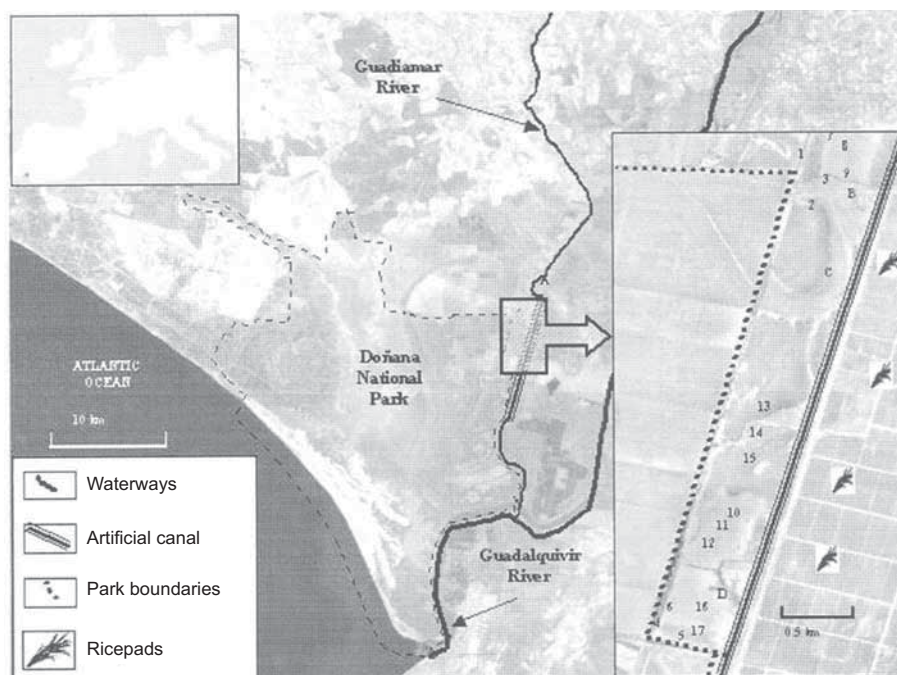 Guadiamar
River
Doñana
National
Park
ATLANTIC
OCEAN
10 km
Waterways
Artificial canal
Park boundaries
Ricepads
Guadalquivir
River
A
1
8
3
9
B
2
C
13
14
15
10
11
12
D
6
16
5
17
0.5 km